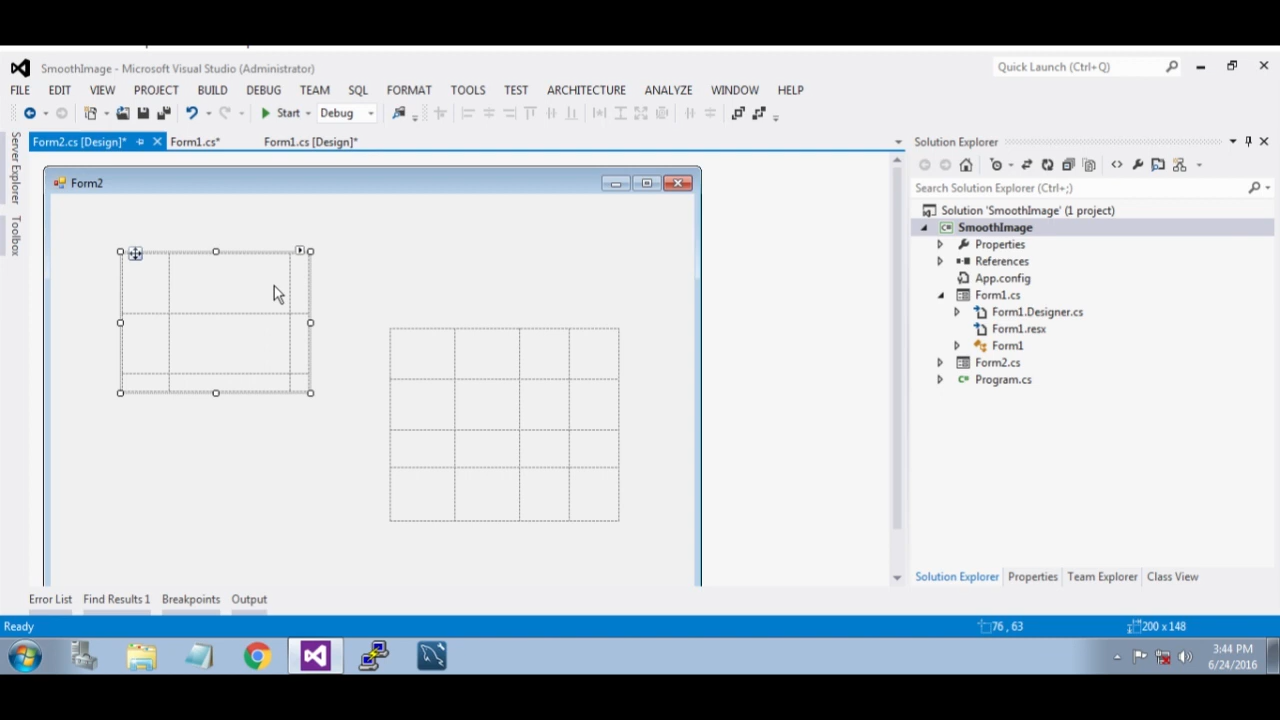 SmoothImage - Microsoft Visual Studio (Administrator)
Quick Launch (Ctrl+Q)
FILE EDIT VIEW PROJECT BUILD DEBUG TEAM SQL FORMAT TOOLS TEST ARCHITECTURE ANALYZE WINDOW HELP
Start Debug
Server Explorer
Toolbox
Form2.cs [Design]* Form1.cs* Form1.cs [Design]*
Form2
Solution Explorer
Search Solution Explorer (Ctrl+;)
Solution 'SmoothImage' (1 project)
SmoothImage
Properties
References
App.config
Form1.cs
Form1.Designer.cs
Form1.resx
Form1
Form2.cs
Program.cs
Solution Explorer Properties Team Explorer Class View
Error List Find Results 1 Breakpoints Output
Ready 76 , 63 200 x 148
3:44 PM
6/24/2016